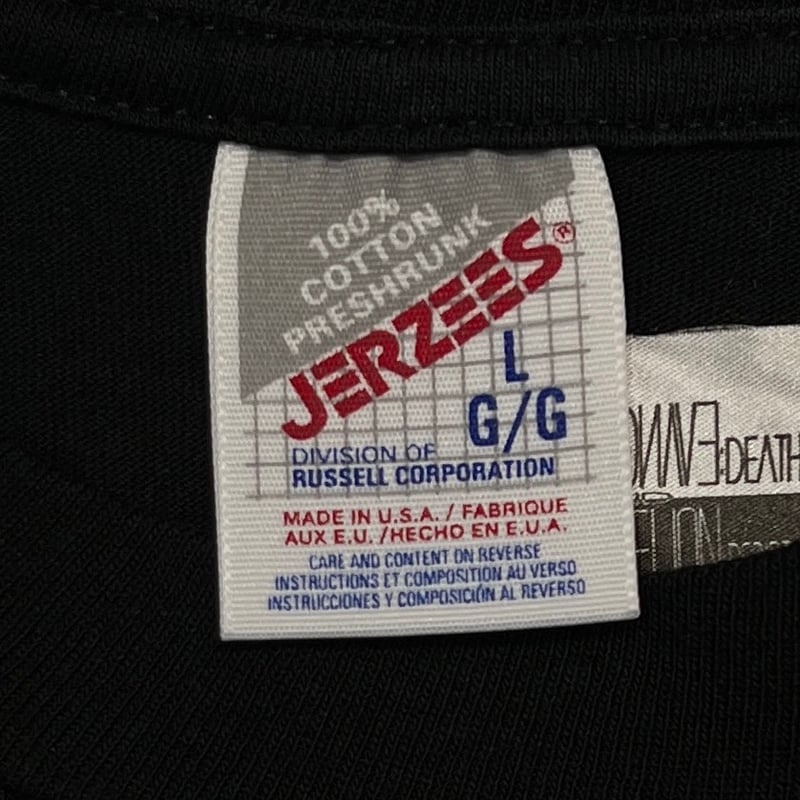 100%
COTTON
PRESHRUNK
JERZEES®
L
G/G
DIVISION OF
RUSSELL CORPORATION
MADE IN U.S.A. / FABRIQUE
AUX E.U. /HECHO EN E.U.A.
CARE AND CONTENT ON REVERSE
INSTRUCTIONS ET COMPOSITION AU VERSO
INSTRUCCIONES Y COMPOSICIÓN AL REVERSO
:DEATH